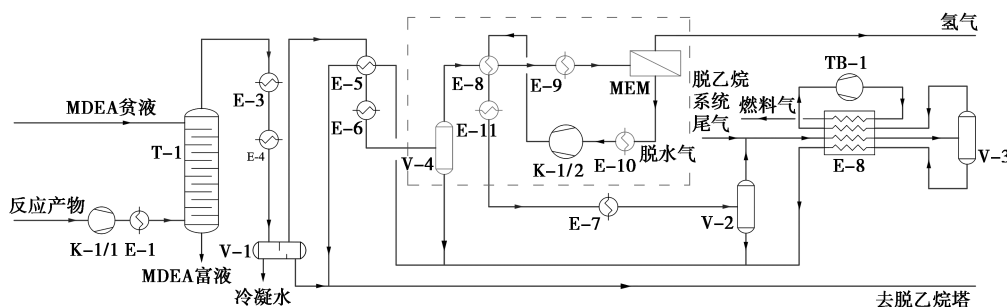 氢气
TB-1
脱乙烷
系统
尾气
燃料气
E-8
V-3
E-3
E-4
E-5
E-6
E-8
E-9
MEM
E-11
V-4
K-1/2
E-10
脱水气
MDEA贫液
T-1
反应产物
K-1/1
E-1
MDEA富液
V-1
冷凝水
E-7
V-2
去脱乙烷塔